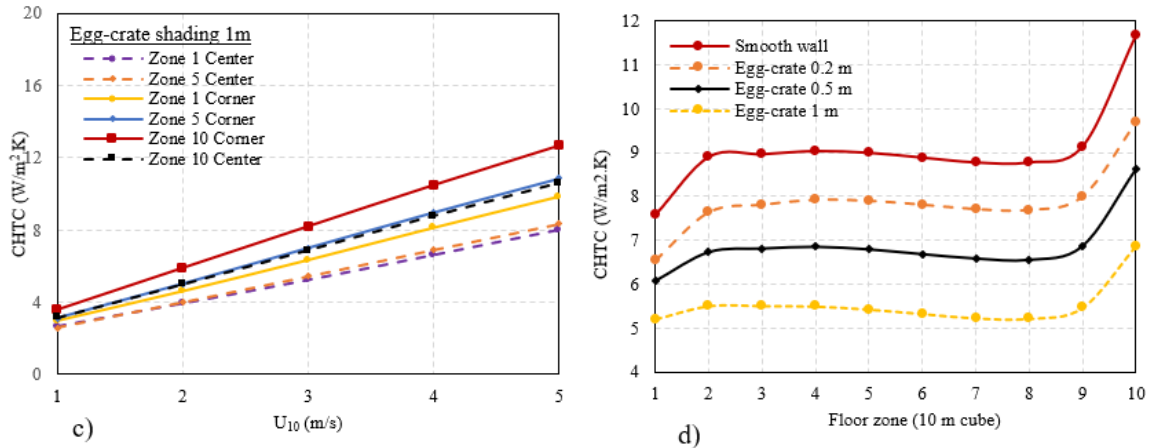 20
16
12
8
4
0
CHTC (W/m².K)
Egg-crate shading 1m
Zone 1 Center
Zone 5 Center
Zone 1 Corner
Zone 5 Corner
Zone 10 Corner
Zone 10 Center
1 2 3 4 5
U₁₀ (m/s)
c)
12
11
10
9
8
7
6
5
4
CHTC (W/m2.K)
Smooth wall
Egg-crate 0.2 m
Egg-crate 0.5 m
Egg-crate 1 m
1 2 3 4 5 6 7 8 9 10
Floor zone (10 m cube)
d)